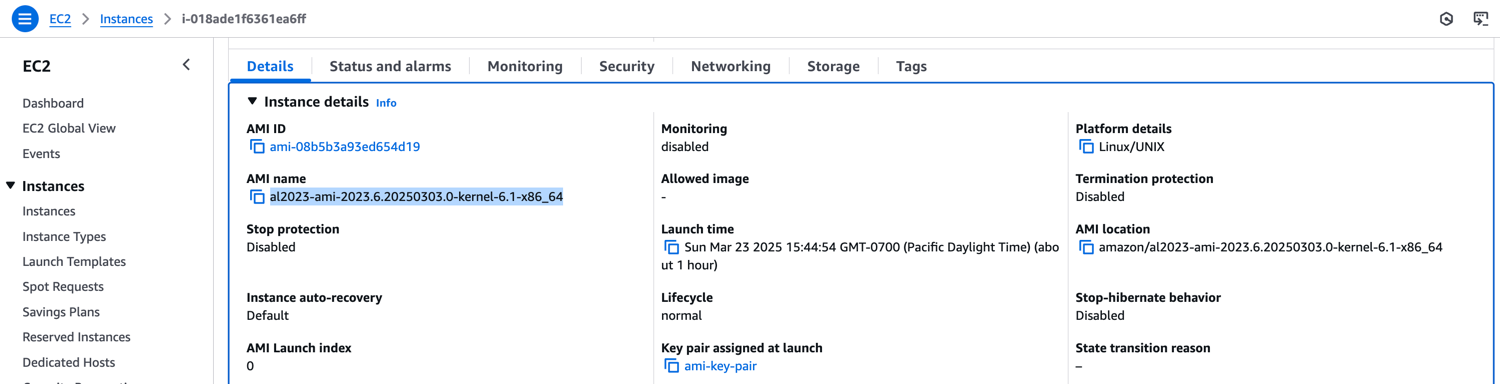 EC2 > Instances > i-018ade1f6361ea6ff
EC2
Dashboard
EC2 Global View
Events
Instances
Instances
Instance Types
Launch Templates
Spot Requests
Savings Plans
Reserved Instances
Dedicated Hosts
Details
Status and alarms
Monitoring
Security
Networking
Storage
Tags
Instance details Info
AMI ID
ami-08b5b3a93ed654d19
Monitoring
disabled
Platform details
Linux/UNIX
AMI name
al2023-ami-2023.6.20250303.0-kernel-6.1-x86_64
Allowed image
-
Termination protection
Disabled
Stop protection
Disabled
Launch time
Sun Mar 23 2025 15:44:54 GMT-0700 (Pacific Daylight Time) (abo
ut 1 hour)
AMI location
amazon/al2023-ami-2023.6.20250303.0-kernel-6.1-x86_64
Instance auto-recovery
Default
Lifecycle
normal
Stop-hibernate behavior
Disabled
AMI Launch index
0
Key pair assigned at launch
ami-key-pair
State transition reason
–